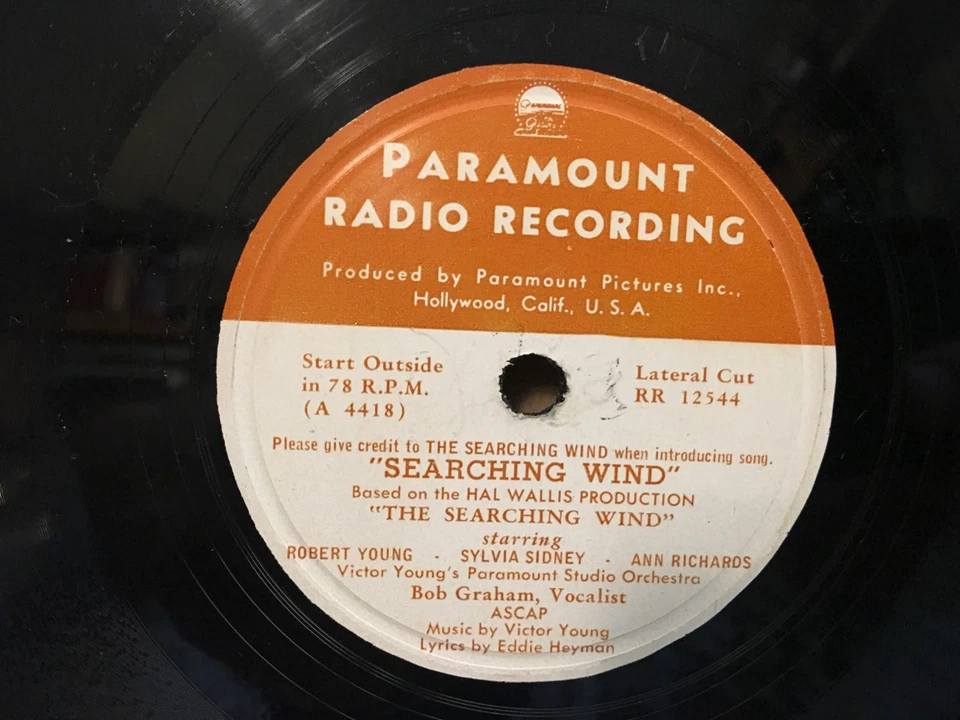 Paramount
PARAMOUNT
RADIO RECORDING
Produced by Paramount Pictures Inc.,
Hollywood, Calif., U. S. A.
Start Outside
in 78 R.P.M.
(A 4418)
Lateral Cut
RR 12544
Please give credit to THE SEARCHING WIND when introducing song.
"SEARCHING WIND"
Based on the HAL WALLIS PRODUCTION
"THE SEARCHING WIND"
starring
ROBERT YOUNG - SYLVIA SIDNEY - ANN RICHARDS
Victor Young's Paramount Studio Orchestra
Bob Graham, Vocalist
ASCAP
Music by Victor Young
Lyrics by Eddie Heyman